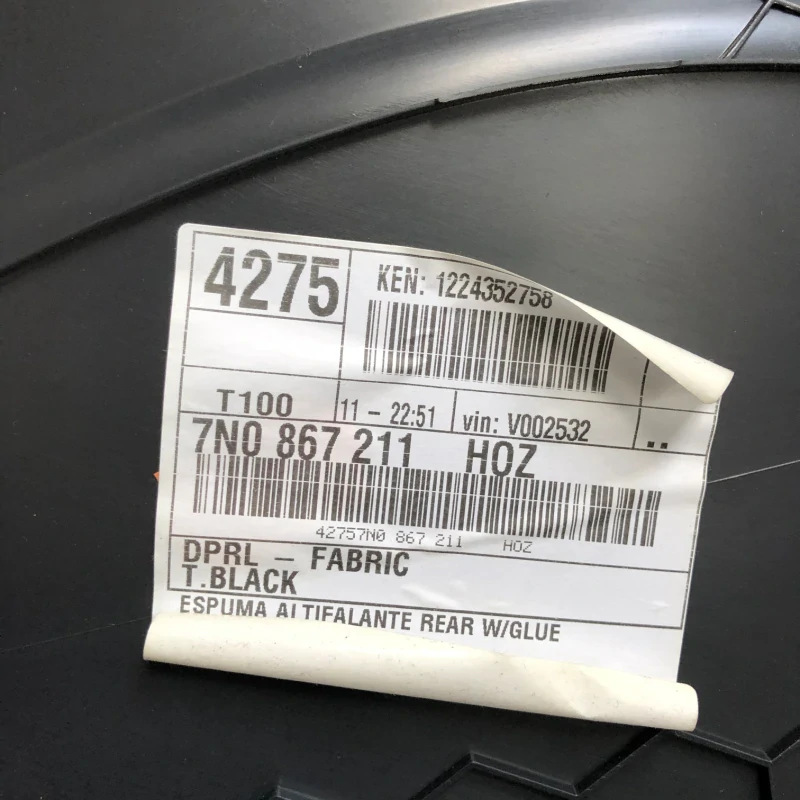 4275
KEN: 1224352758
T100
11 – 22:51
vin: V002532
..
7N0 867 211 HOZ
42757N0 867 211 HOZ
DPRL – FABRIC
T.BLACK
ESPUMA ALTIFALANTE REAR W/GLUE